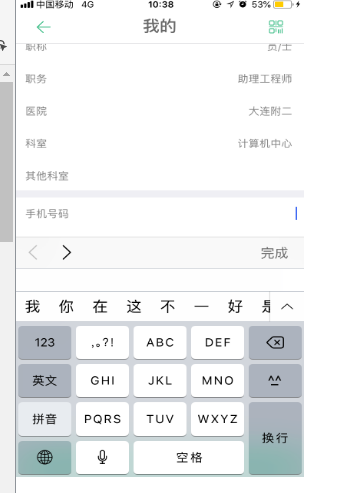 中国移动 4G 10:38 53%
我的
职称 员/士
职务 助理工程师
医院 大连附二
科室 计算机中心
其他科室
手机号码
完成
我 你 在 这 不 一 好 是
123 ,。?! ABC DEF
英文 GHI JKL MNO ^^
拼音 PQRS TUV WXYZ 换行
空格